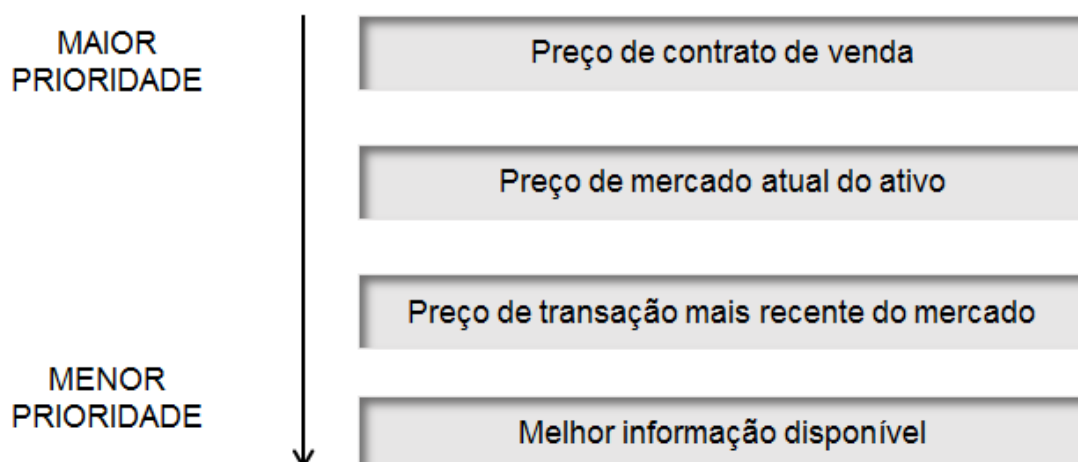 MAIOR
PRIORIDADE
Preço de contrato de venda
Preço de mercado atual do ativo
Preço de transação mais recente do mercado
MENOR
PRIORIDADE
Melhor informação disponível